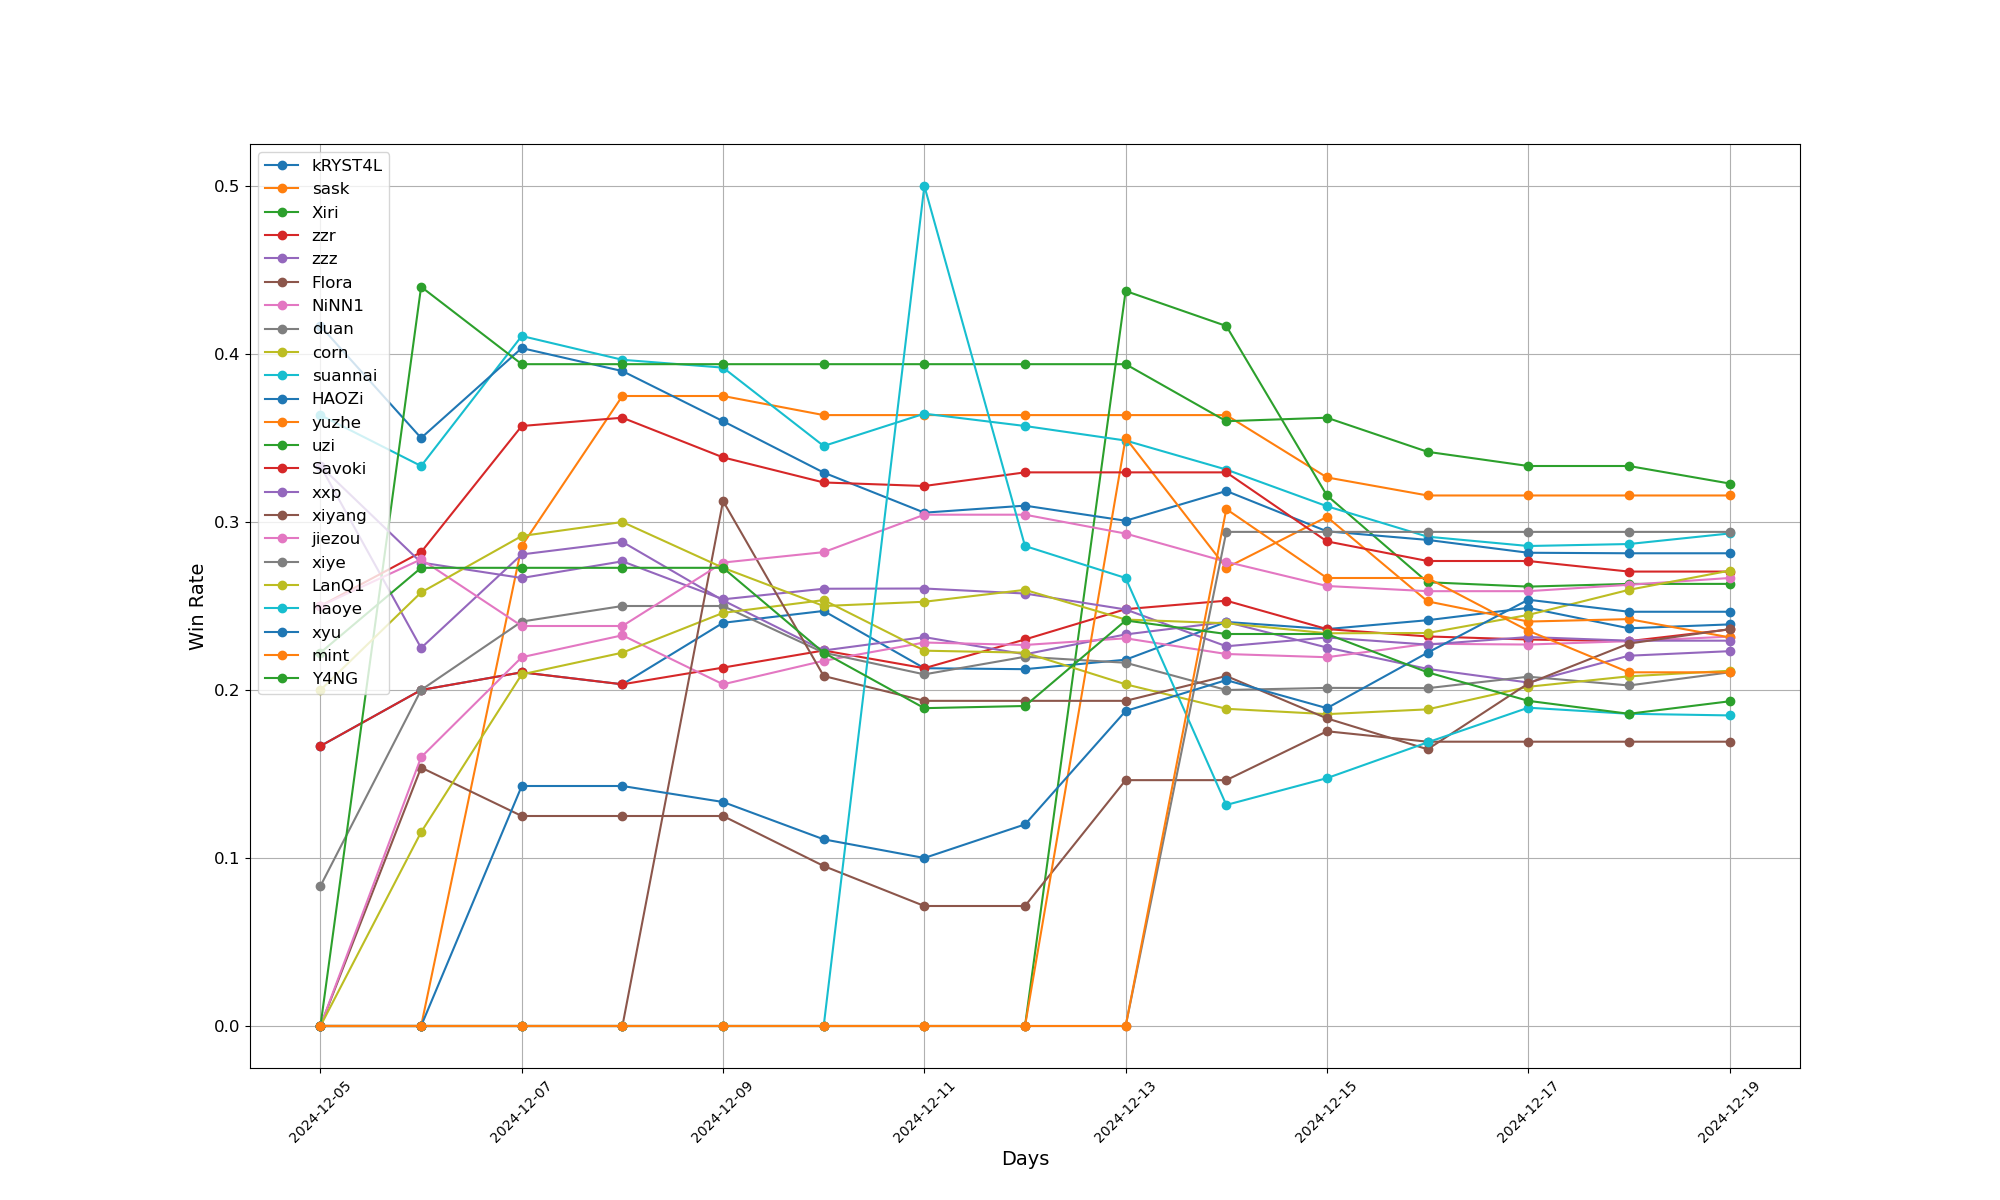 kRYST4L
sask
Xiri
zzr
zzz
Flora
NiNN1
duan
corn
suannai
HAOZi
yuzhe
uzi
Savoki
xxp
xiyang
jiezou
xiye
LanQ1
haoye
xyu
mint
Y4NG
0.5
0.4
0.3
0.2
0.1
0.0
Win Rate
2024-12-05
2024-12-07
2024-12-09
2024-12-11
2024-12-13
2024-12-15
2024-12-17
2024-12-19
Days